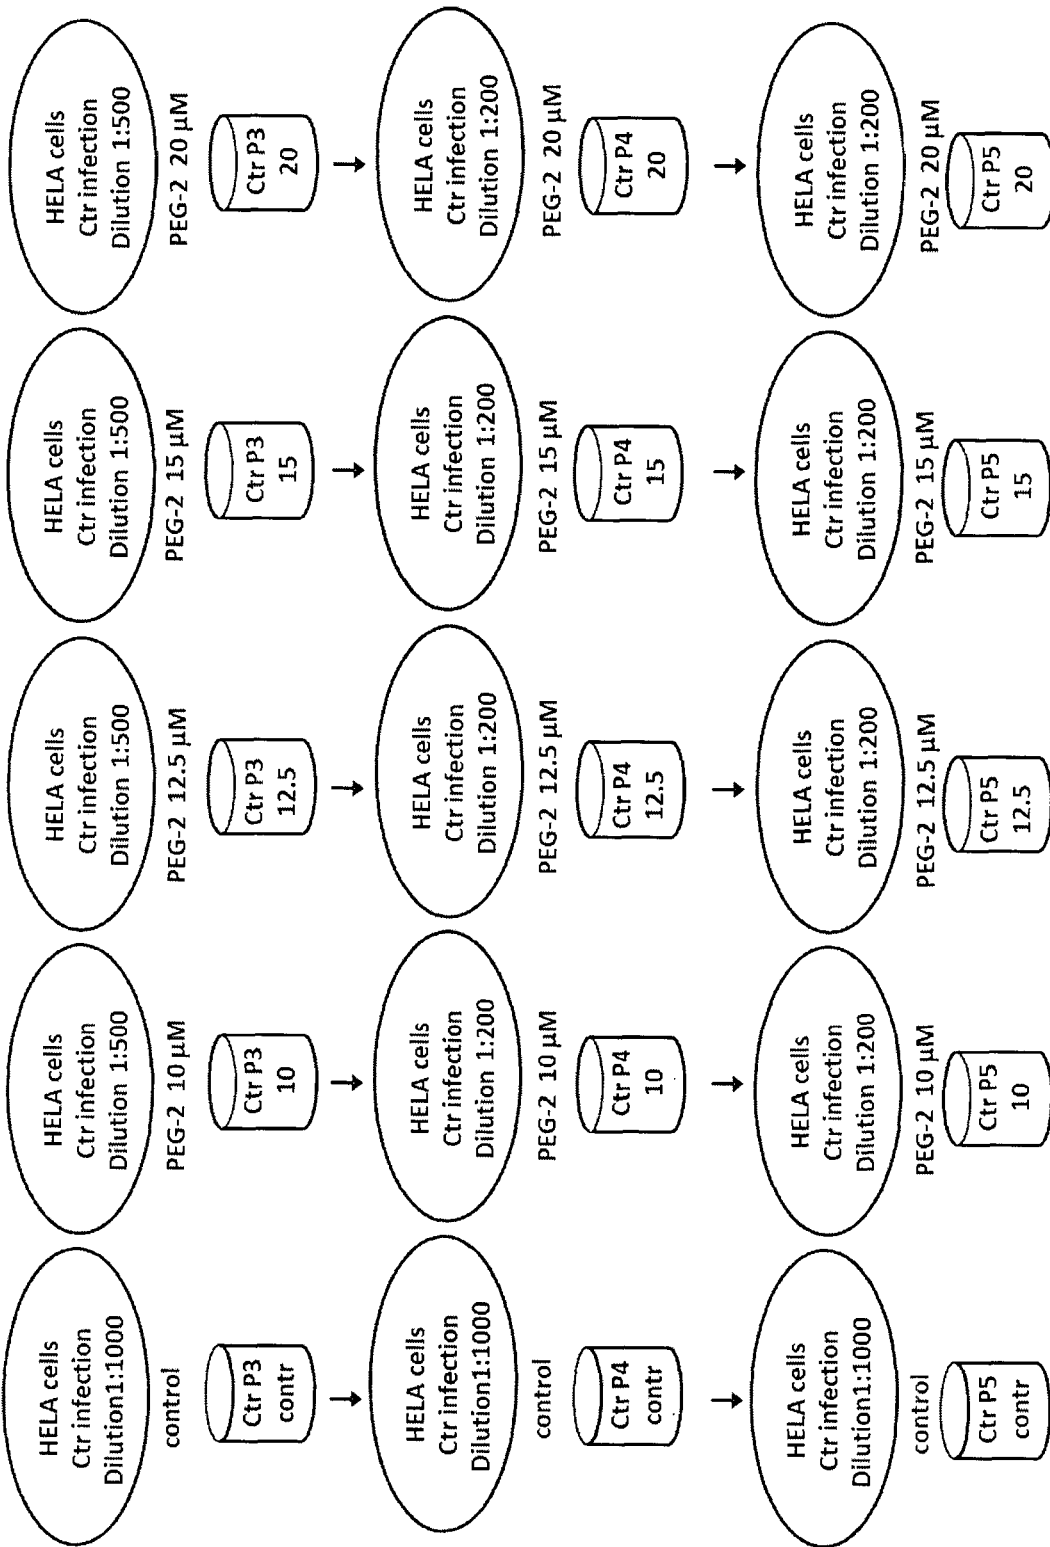 HELA cells
Ctr infection
Dilution1:1000
control
Ctr P3
contr
HELA cells
Ctr infection
Dilution 1:500
PEG-2 10 µM
Ctr P3
10
HELA cells
Ctr infection
Dilution 1:500
PEG-2 12.5 µM
Ctr P3
12.5
HELA cells
Ctr infection
Dilution 1:500
PEG-2 15 µM
Ctr P3
15
HELA cells
Ctr infection
Dilution 1:500
PEG-2 20 µM
Ctr P3
20
HELA cells
Ctr infection
Dilution1:1000
control
Ctr P4
contr
HELA cells
Ctr infection
Dilution 1:200
PEG-2 10 µM
Ctr P4
10
HELA cells
Ctr infection
Dilution 1:200
PEG-2 12.5 µM
Ctr P4
12.5
HELA cells
Ctr infection
Dilution 1:200
PEG-2 15 µM
Ctr P4
15
HELA cells
Ctr infection
Dilution 1:200
PEG-2 20 µM
Ctr P4
20
HELA cells
Ctr infection
Dilution1:1000
control
Ctr P5
contr
HELA cells
Ctr infection
Dilution 1:200
PEG-2 10 µM
Ctr P5
10
HELA cells
Ctr infection
Dilution 1:200
PEG-2 12.5 µM
Ctr P5
12.5
HELA cells
Ctr infection
Dilution 1:200
PEG-2 15 µM
Ctr P5
15
HELA cells
Ctr infection
Dilution 1:200
PEG-2 20 µM
Ctr P5
20